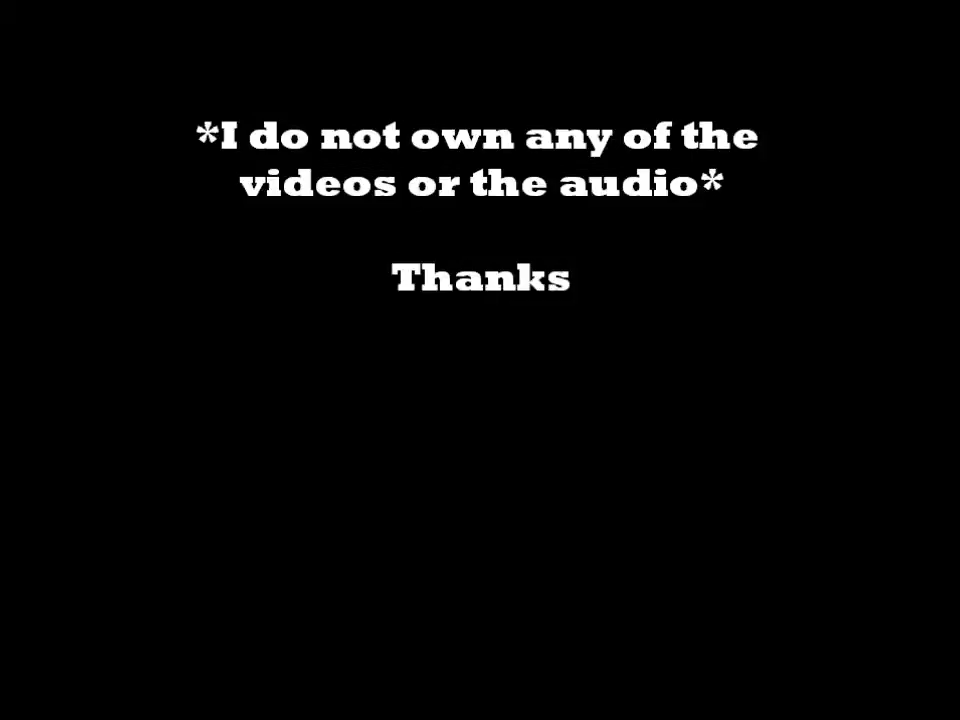 *I do not own any of the
videos or the audio*
Thanks